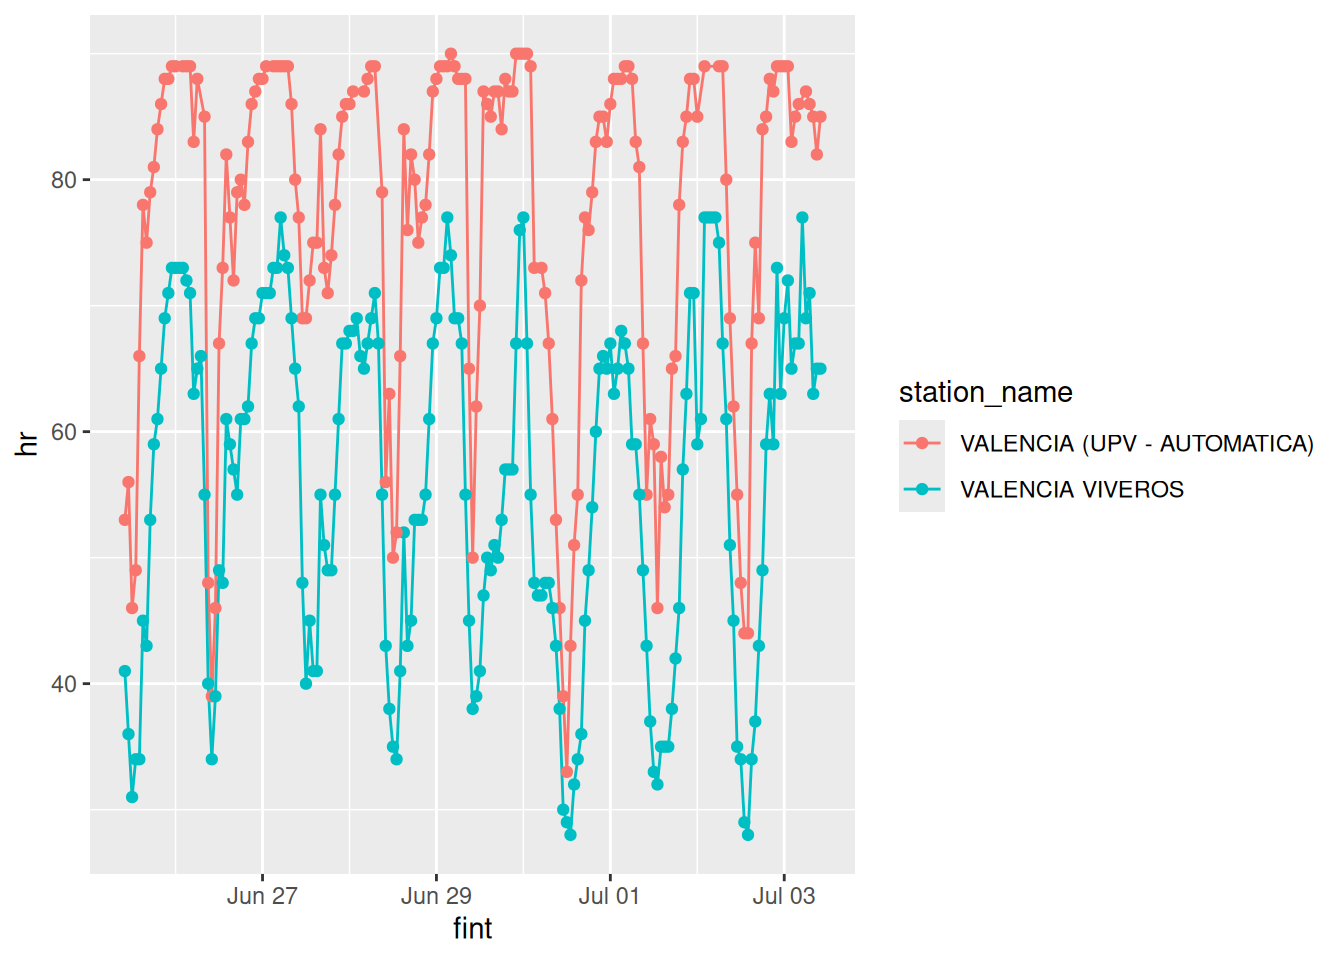 80
60
40
hr
Jun 27
Jun 29
Jul 01
Jul 03
fint
station_name
VALENCIA (UPV - AUTOMATICA)
VALENCIA VIVEROS